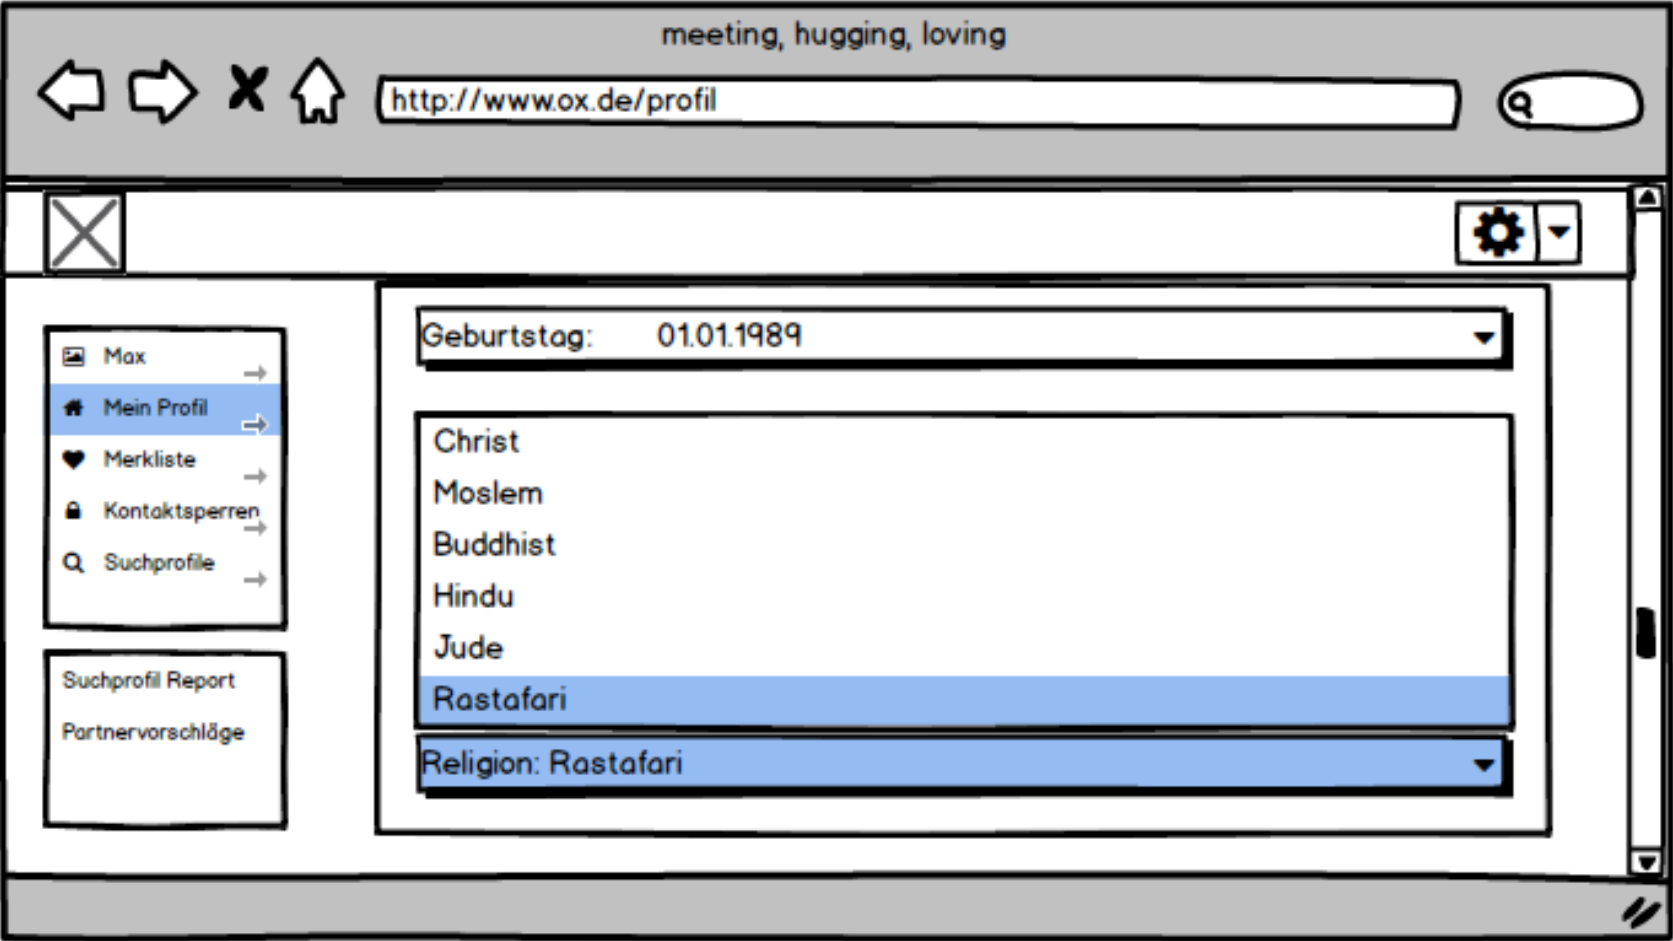 meeting, hugging, loving
http://www.ox.de/profil
Max
Mein Profil
Merkliste
Kontaktsperren
Suchprofile
Suchprofil Report
Partnervorschläge
Geburtstag: 01.01.1989
Christ
Moslem
Buddhist
Hindu
Jude
Rastafari
Religion: Rastafari